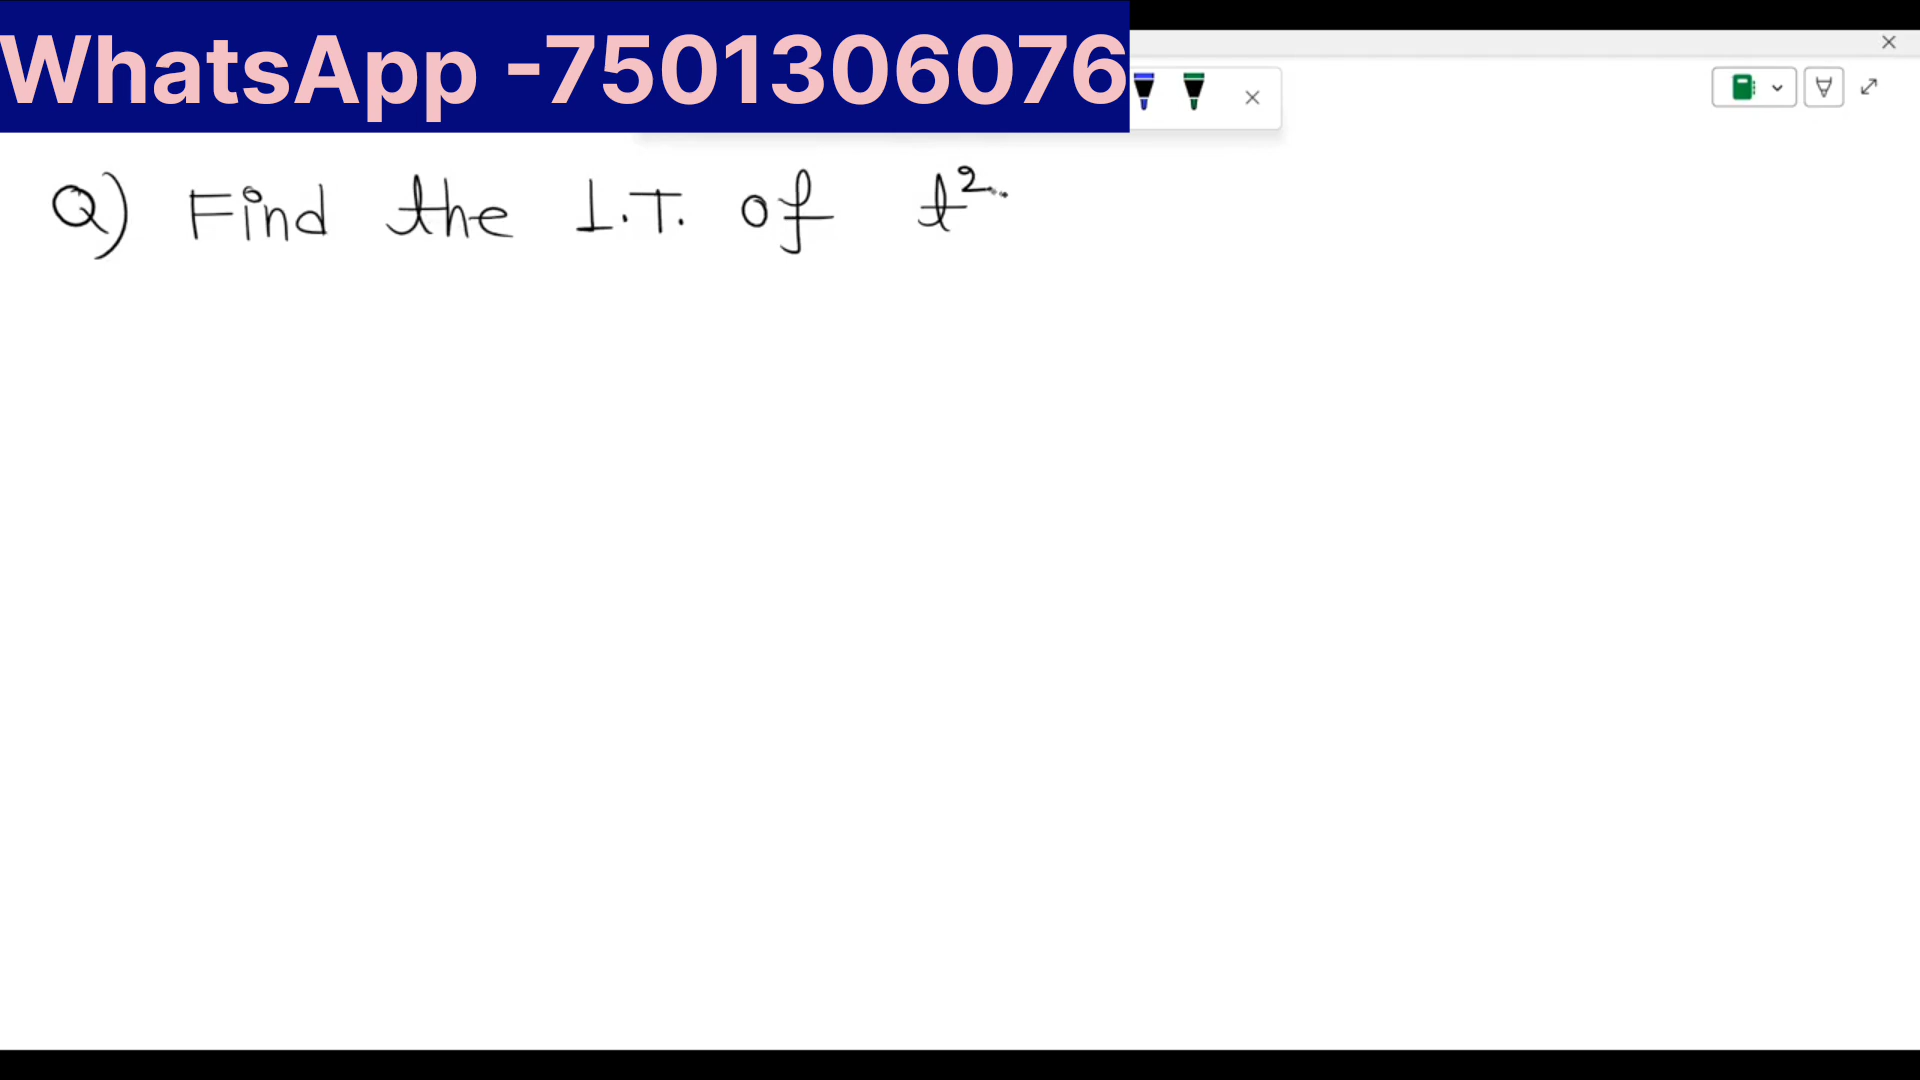 WhatsApp -7501306076
Q) Find the L.T. of t²